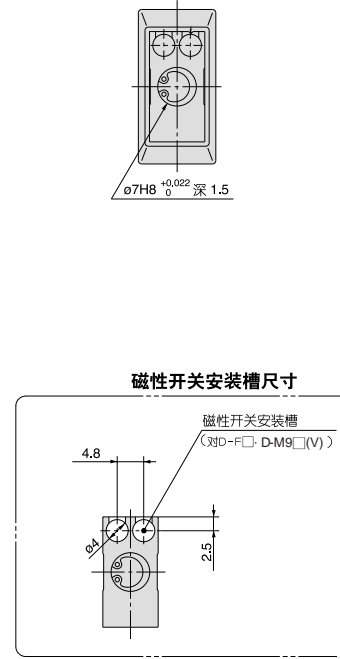 ø7H8 +0.022 0 深 1.5
磁性开关安装槽尺寸
磁性开关安装槽
（对D-F□· D-M9□(V) ）
4.8
ø4
2.5